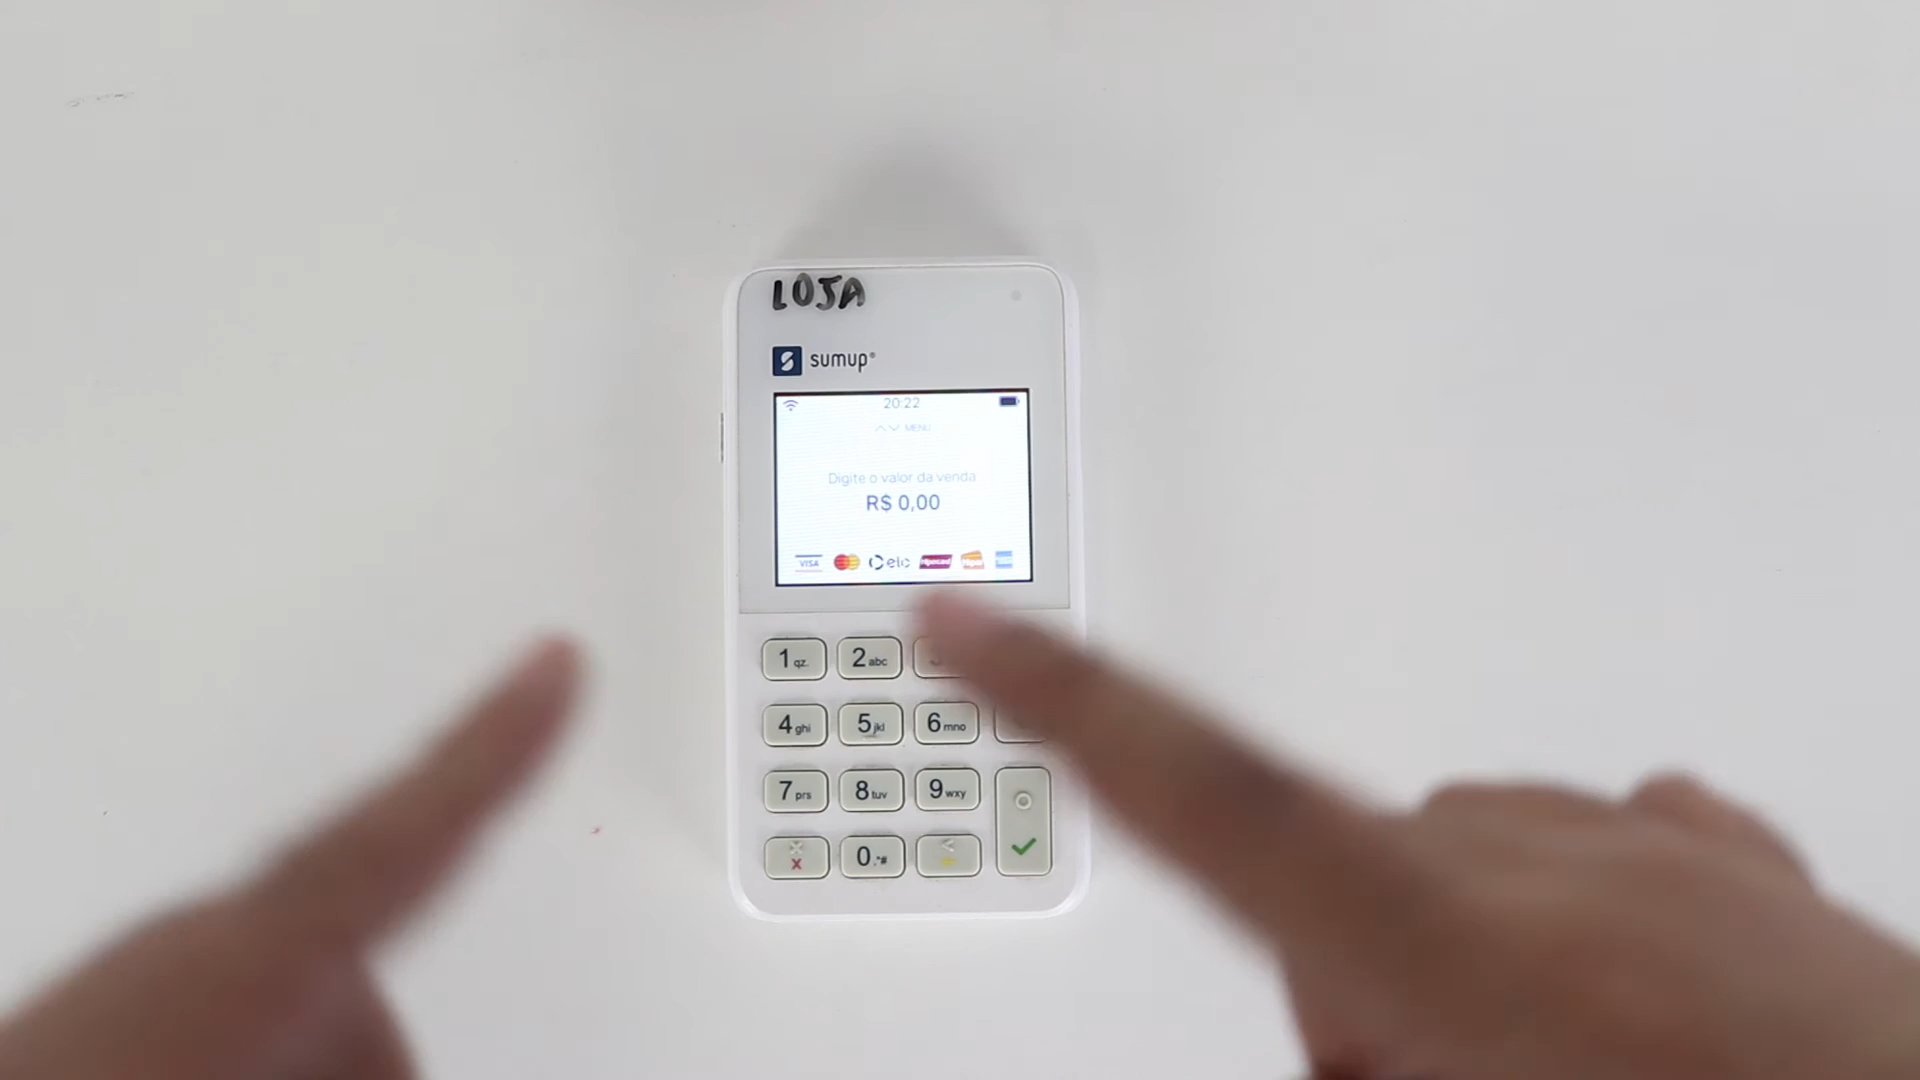 LOJA
sumup®
20:22
MENU
Digite o valor da venda
R$ 0,00
VISA elo Hipercard
1 qz. 2 abc
4 ghi 5 jkl 6 mno
7 prs 8 tuv 9 wxy
x 0 .*#